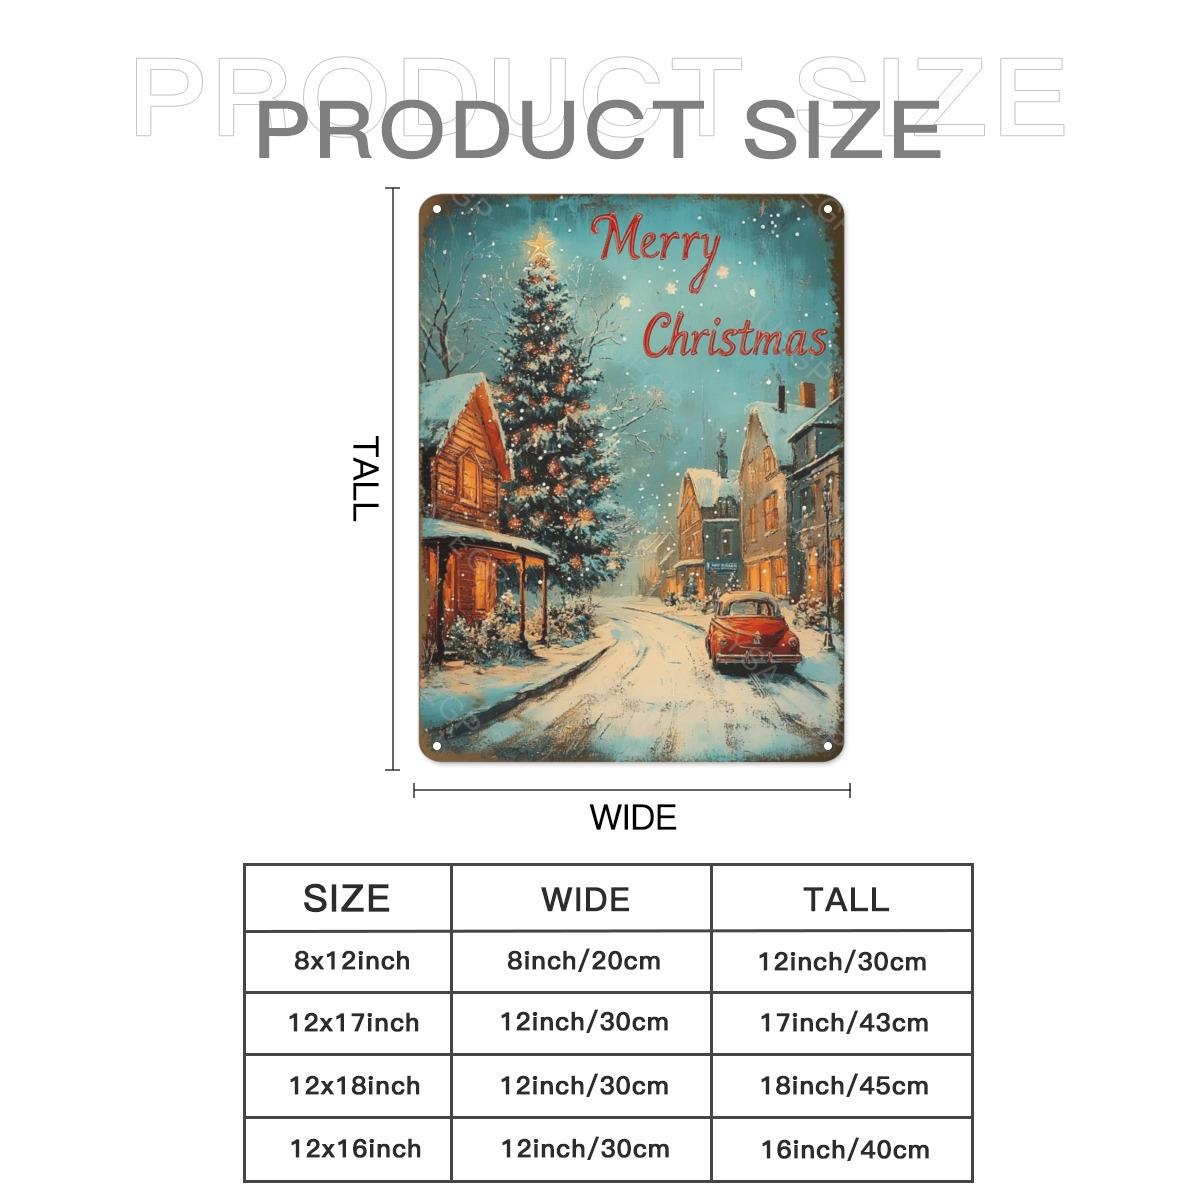 PRODUCT SIZE
PRODUCT SIZE
Merry
Christmas
TALL
WIDE
SIZE WIDE TALL
8x12inch 8inch/20cm 12inch/30cm
12x17inch 12inch/30cm 17inch/43cm
12x18inch 12inch/30cm 18inch/45cm
12x16inch 12inch/30cm 16inch/40cm